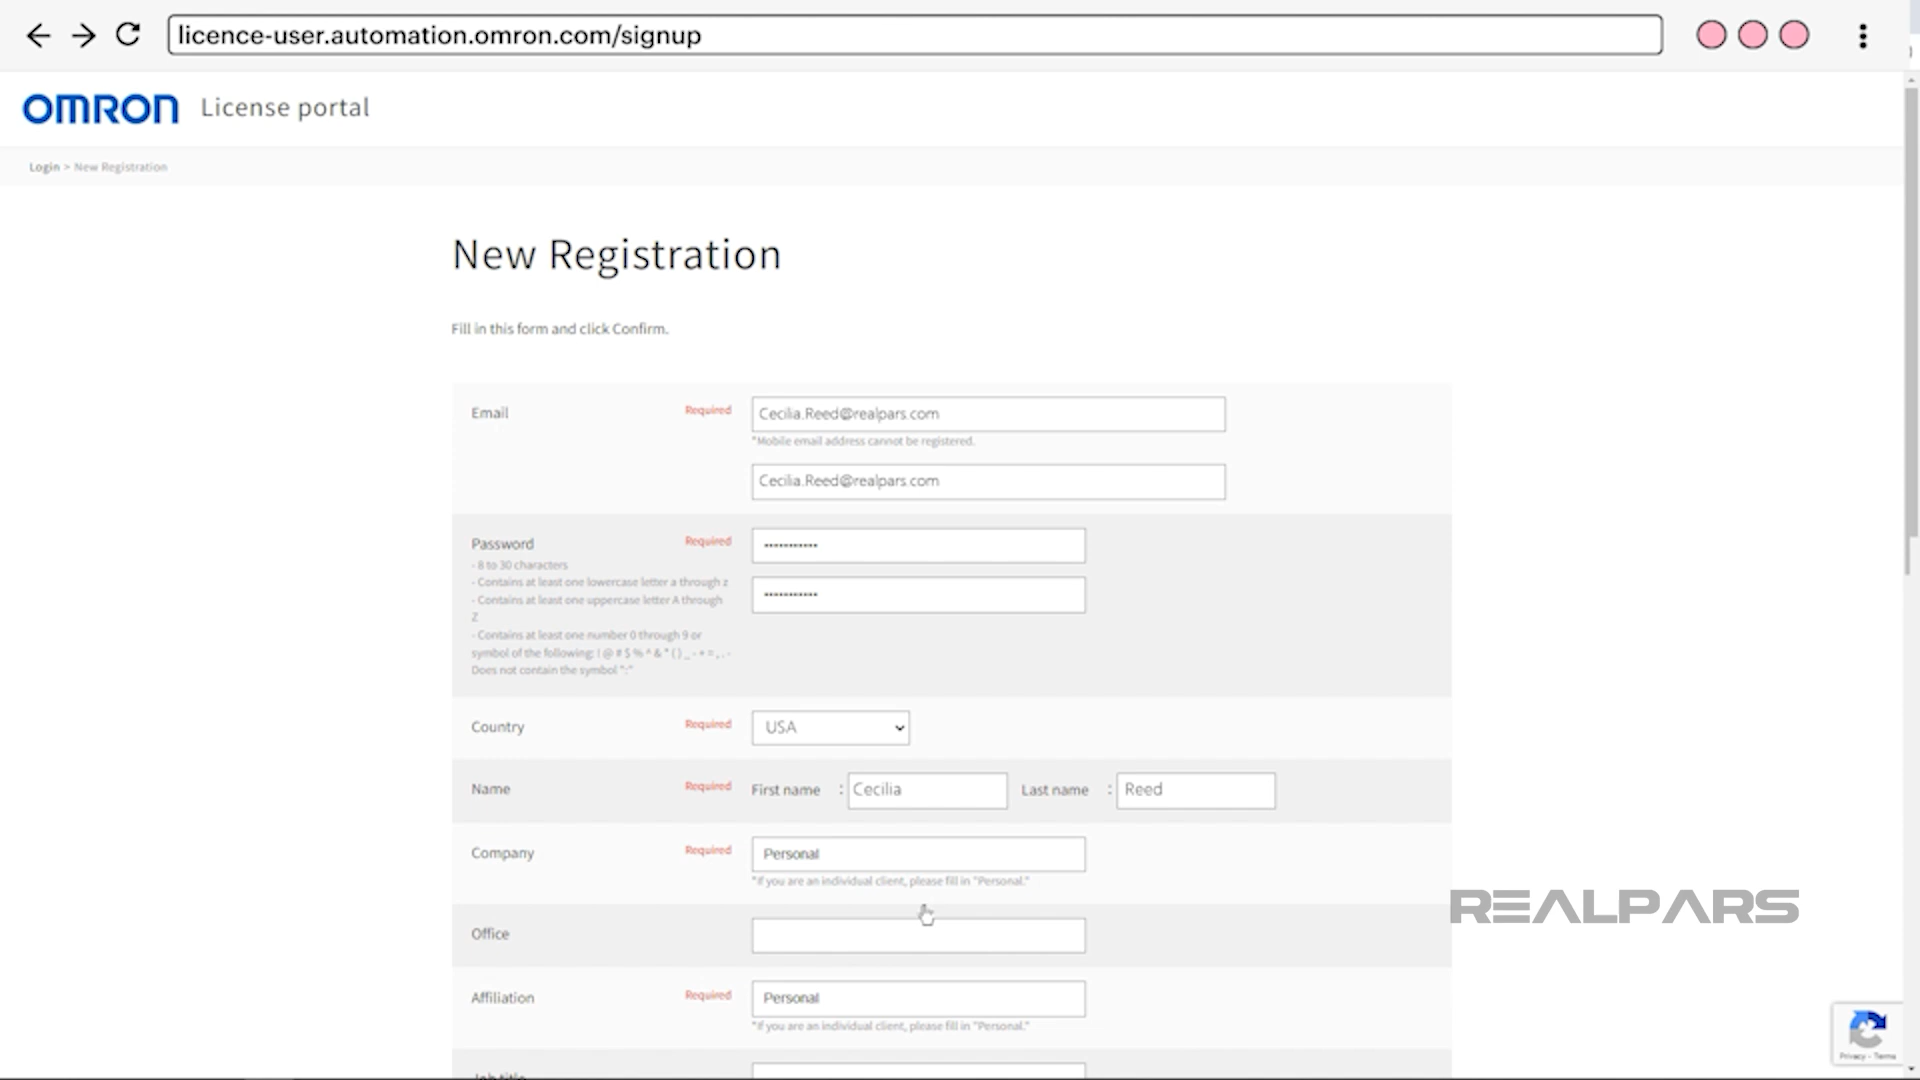 licence-user.automation.omron.com/signup
OMRON License portal
Login > New Registration
New Registration
Fill in this form and click Confirm.
Email Required Cecilia.Reed@realpars.com
*Mobile email address cannot be registered.
Cecilia.Reed@realpars.com
Password Required
- 8 to 30 characters
- Contains at least one lowercase letter a through z
- Contains at least one uppercase letter A through
Z
- Contains at least one number 0 through 9 or
symbol of the following: ! @ # $ % ^ & * ( ) _ - + = , . -
Does not contain the symbol ":"
Country Required USA
Name Required First name : Cecilia Last name : Reed
Company Required Personal
*If you are an individual client, please fill in "Personal."
REALPARS
Office
Affiliation Required Personal
*If you are an individual client, please fill in "Personal."
Privacy - Terms
Job title